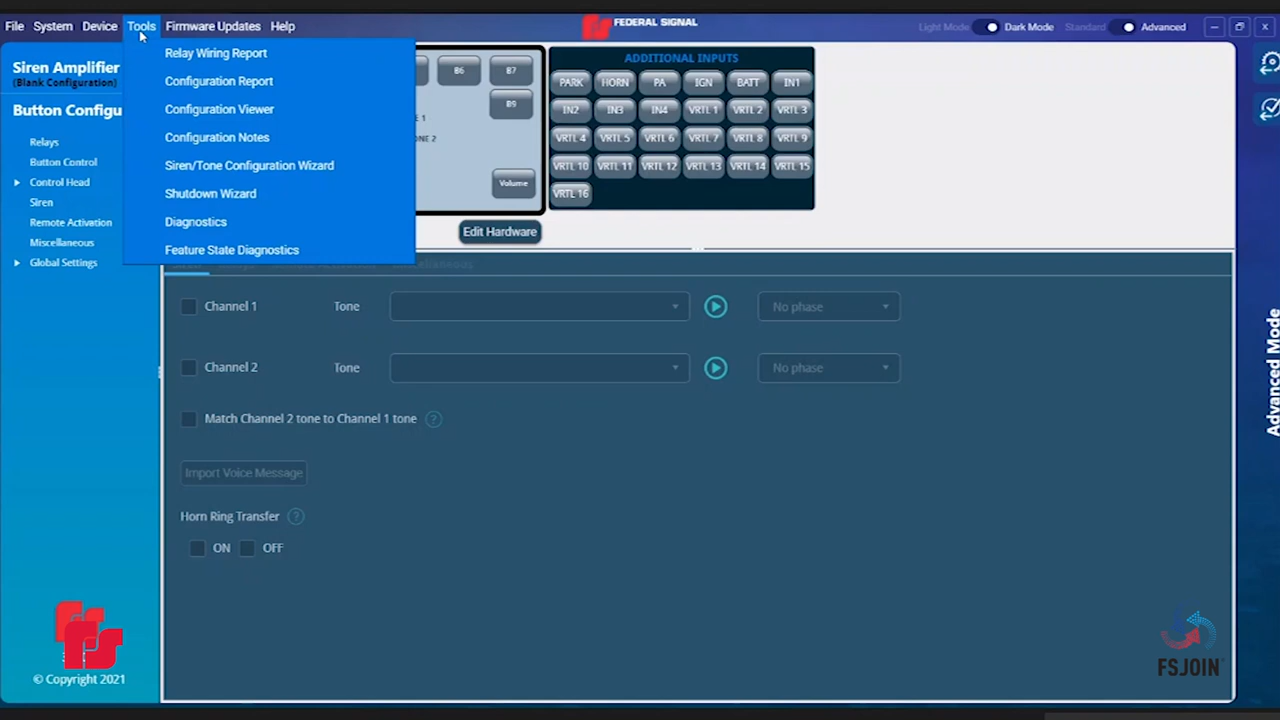 File System Device Tools Firmware Updates Help
FEDERAL SIGNAL
Light Mode Dark Mode Standard Advanced
Siren Amplifier
(Blank Configuration)
Button Configu
Relays
Button Control
Control Head
Siren
Remote Activation
Miscellaneous
Global Settings
Relay Wiring Report
Configuration Report
Configuration Viewer
Configuration Notes
Siren/Tone Configuration Wizard
Shutdown Wizard
Diagnostics
Feature State Diagnostics
B6 B7
B9
Volume
Edit Hardware
ADDITIONAL INPUTS
PARK HORN PA IGN BATT IN1
IN2 IN3 IN4 VRTL 1 VRTL 2 VRTL 3
VRTL 4 VRTL 5 VRTL 6 VRTL 7 VRTL 8 VRTL 9
VRTL 10 VRTL 11 VRTL 12 VRTL 13 VRTL 14 VRTL 15
VRTL 16
Channel 1 Tone No phase
Channel 2 Tone No phase
Match Channel 2 tone to Channel 1 tone ?
Import Voice Message
Horn Ring Transfer ?
ON OFF
Advanced Mode
© Copyright 2021
FSJOIN